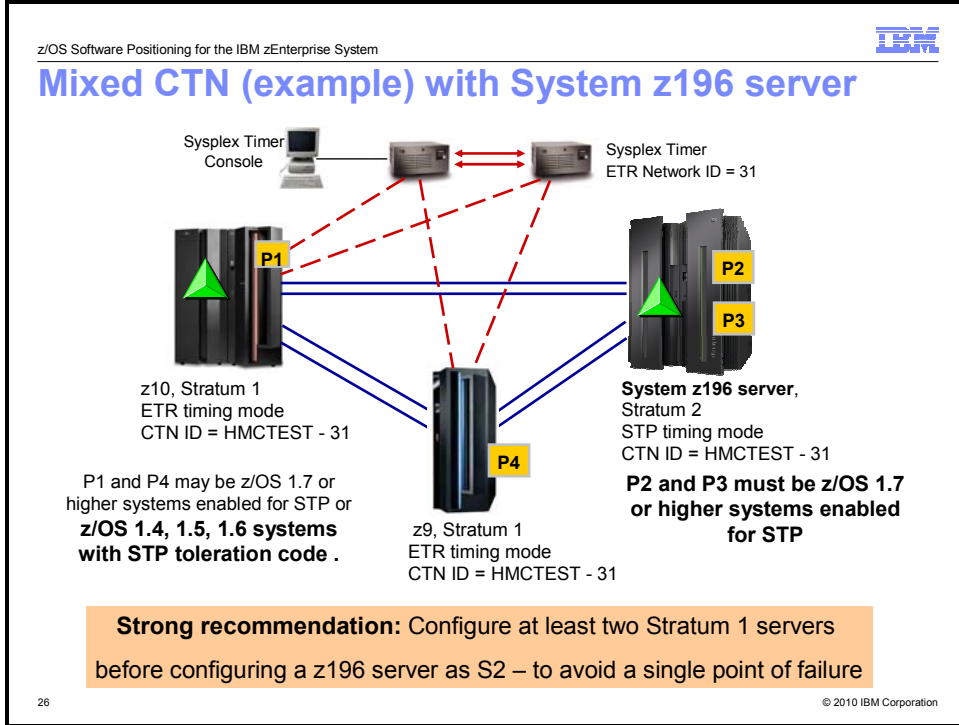 z/OS Software Positioning for the IBM zEnterprise System
IBM
Mixed CTN (example) with System z196 server
Sysplex Timer
Console
Sysplex Timer
ETR Network ID = 31
P1
P2
P3
z10, Stratum 1
ETR timing mode
CTN ID = HMCTEST - 31
System z196 server,
Stratum 2
STP timing mode
CTN ID = HMCTEST - 31
P4
P1 and P4 may be z/OS 1.7 or
higher systems enabled for STP or
z/OS 1.4, 1.5, 1.6 systems
with STP toleration code .
P2 and P3 must be z/OS 1.7
or higher systems enabled
for STP
z9, Stratum 1
ETR timing mode
CTN ID = HMCTEST - 31
Strong recommendation: Configure at least two Stratum 1 servers
before configuring a z196 server as S2 – to avoid a single point of failure
26
© 2010 IBM Corporation